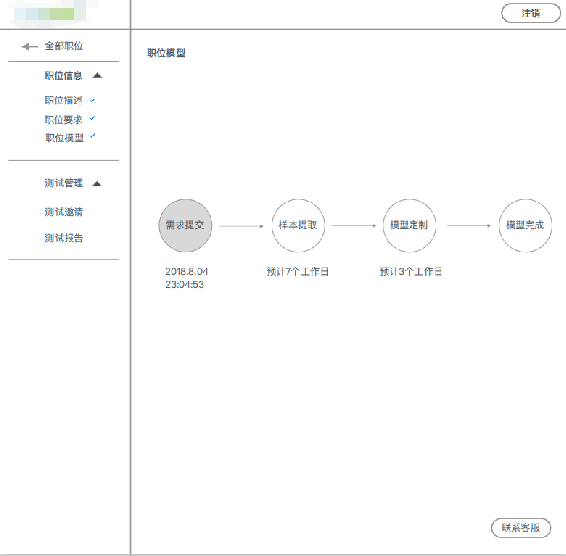 注销
全部职位
职位信息
职位描述
职位要求
职位模型
测试管理
测试邀请
测试报告
职位模型
需求提交
样本提取
模型定制
模型完成
2018.8.04
23:04:53
预计7个工作日
预计3个工作日
联系客服